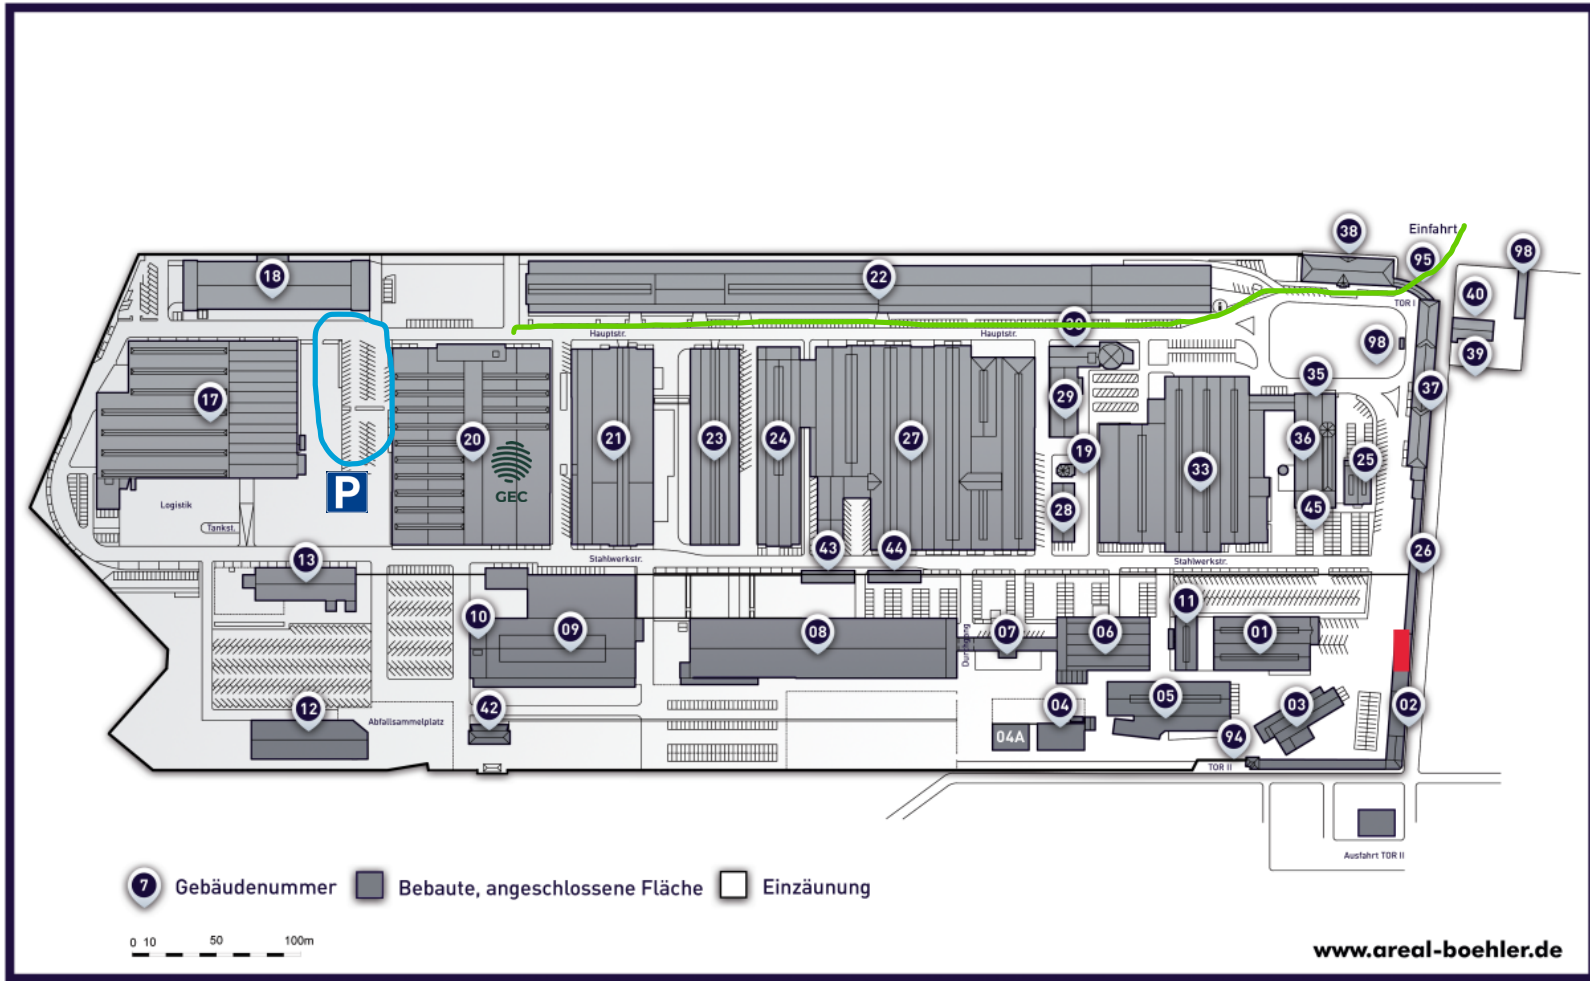 Einfahrt
38
95
98
18
22
40
TOR I
Hauptstr.
Hauptstr.
98
39
35
37
17
29
20
21
23
24
27
36
19
25
33
GEC
P
Logistik
28
45
Tankst.
43
44
26
Stahlwerkstr.
Stahlwerkstr.
13
11
10
09
08
07
06
01
Durchgang
12
42
04
05
03
02
Abfallsammelplatz
04A
94
TOR II
Ausfahrt TOR II
7 Gebäudenummer Bebaute, angeschlossene Fläche Einzäunung
0 10 50 100m
www.areal-boehler.de